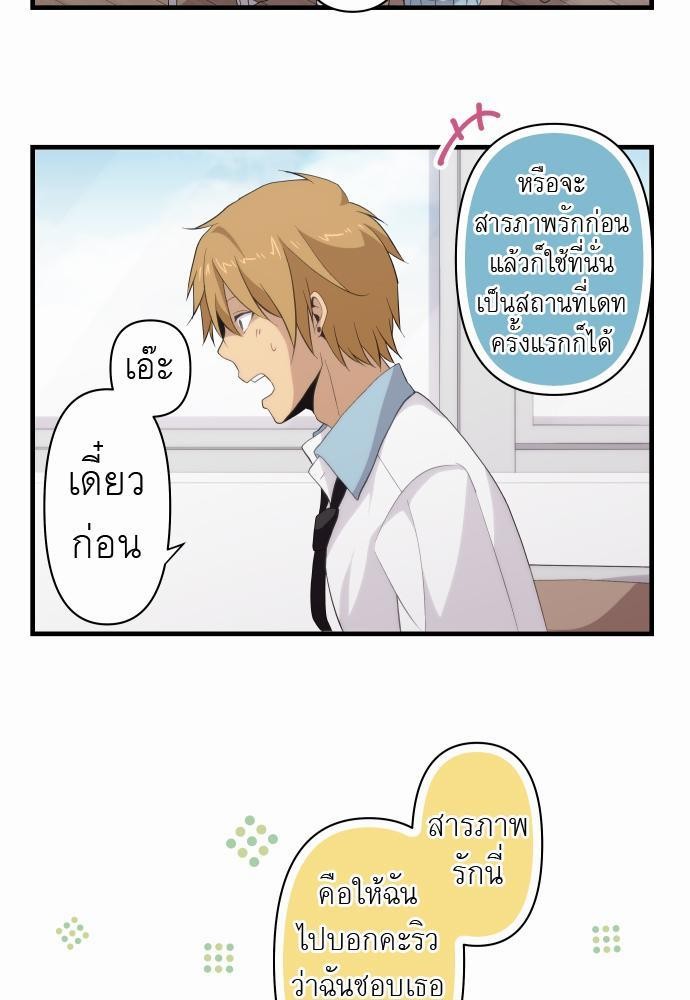 หรือจะ
สารภาพรักก่อน
แล้วก็ใช้ที่นั่น
เป็นสถานที่เดท
ครั้งแรกก็ได้
เอ๊ะ
เดี๋ยว
ก่อน
สารภาพ
รักนี่
คือให้ฉัน
ไปบอกคะริว
ว่าฉันชอบเธอ